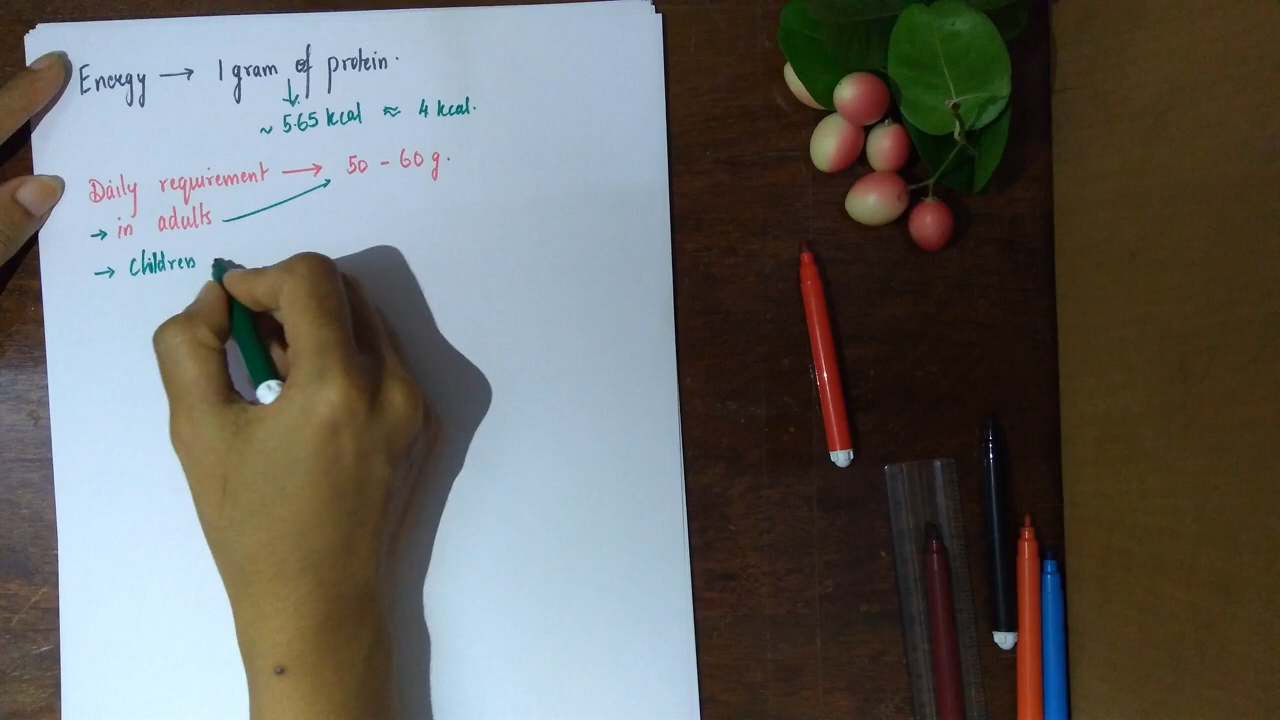 Energy → 1 gram of protein.
↓
~ 5.65 kcal ≈ 4 kcal.
Daily requirement → 50 - 60 g.
→ in adults
→ Children